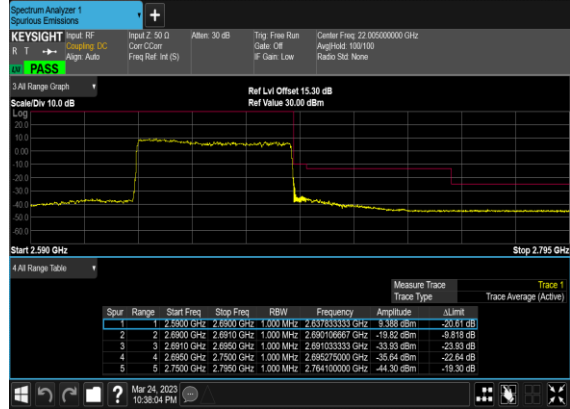 Spectrum Analyzer 1
Spurious Emissions
+
KEYSIGHT Input: RF Input Z: 50 Ω Atten: 30 dB Trig: Free Run Center Freq: 22.005000000 GHz
R T Coupling: DC Corr CCorr Gate: Off Avg|Hold: 100/100
Align: Auto Freq Ref: Int (S) IF Gain: Low Radio Std: None
LW PASS
3 All Range Graph
Ref Lvl Offset 15.30 dB
Scale/Div 10.0 dB Ref Value 30.00 dBm
Log
20.0
10.0
0.00
-10.0
-20.0
-30.0
-40.0
-50.0
-60.0
Start 2.590 GHz Stop 2.795 GHz
4 All Range Table
Measure Trace Trace 1
Trace Type Trace Average (Active)
Spur Range Start Freq Stop Freq RBW Frequency Amplitude ΔLimit
1 1 2.5900 GHz 2.6900 GHz 1.000 MHz 2.637833333 GHz 9.388 dBm -20.61 dB
2 2 2.6900 GHz 2.6910 GHz 1.000 MHz 2.690106667 GHz -19.82 dBm -9.818 dB
3 3 2.6910 GHz 2.6950 GHz 1.000 MHz 2.691033333 GHz -33.93 dBm -23.93 dB
4 4 2.6950 GHz 2.7500 GHz 1.000 MHz 2.695275000 GHz -35.64 dBm -22.64 dB
5 5 2.7500 GHz 2.7950 GHz 1.000 MHz 2.764100000 GHz -44.30 dBm -19.30 dB
? Mar 24, 2023
10:38:04 PM